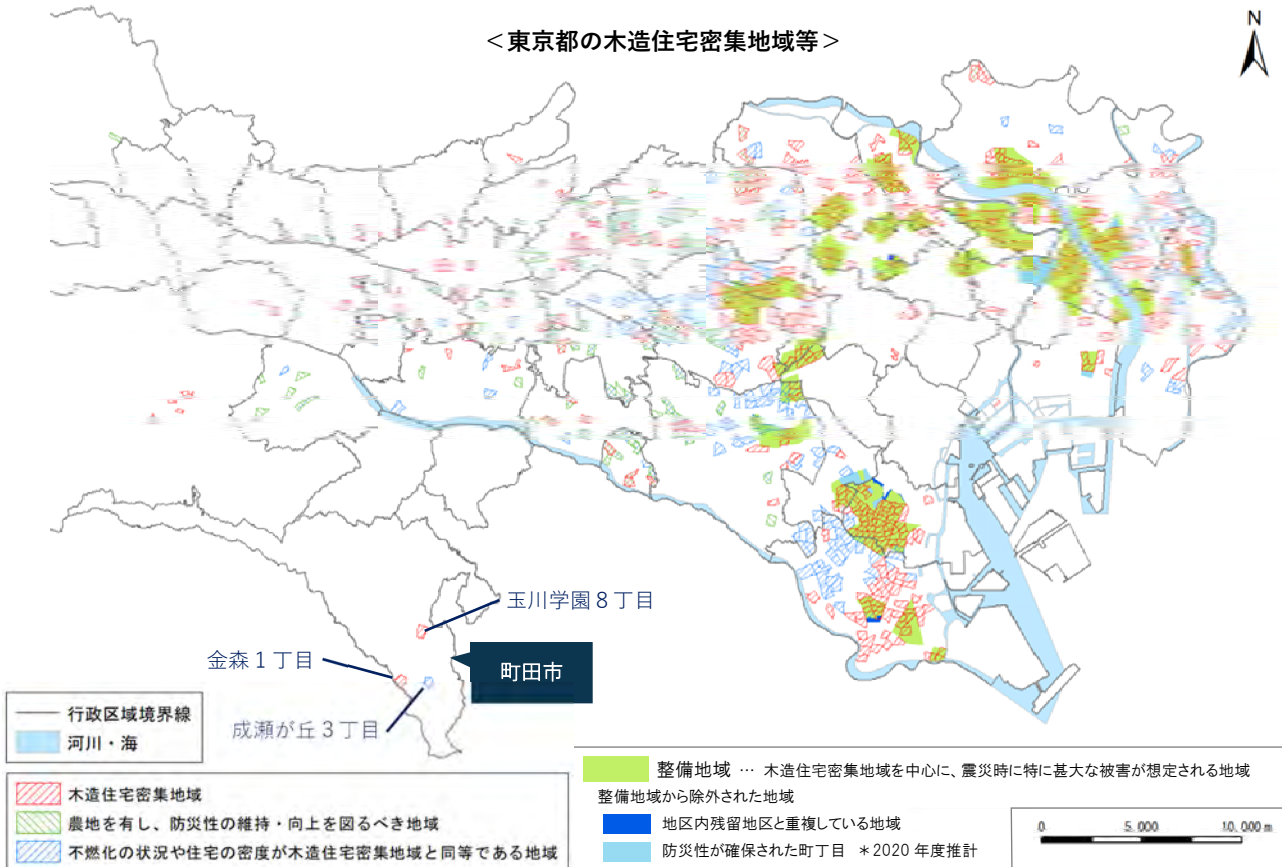 ＜東京都の木造住宅密集地域等＞
N
玉川学園８丁目
金森１丁目
町田市
成瀬が丘３丁目
行政区域境界線
河川・海
木造住宅密集地域
農地を有し、防災性の維持・向上を図るべき地域
不燃化の状況や住宅の密度が木造住宅密集地域と同等である地域
整備地域 … 木造住宅密集地域を中心に、震災時に特に甚大な被害が想定される地域
整備地域から除外された地域
地区内残留地区と重複している地域
防災性が確保された町丁目 ＊2020 年度推計
0 5,000 10,000 m